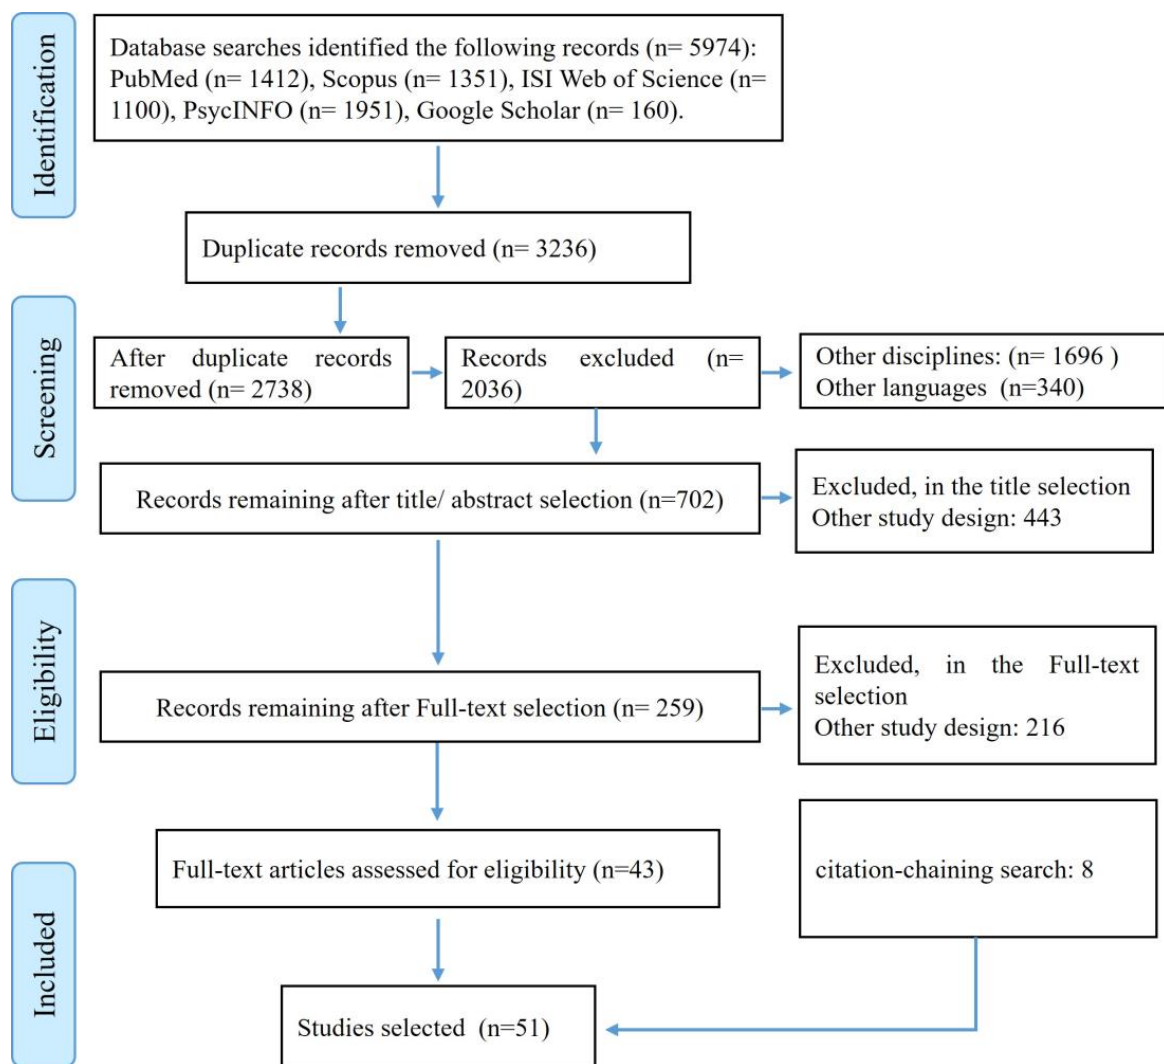 Identification
Database searches identified the following records (n= 5974):
PubMed (n= 1412), Scopus (n= 1351), ISI Web of Science (n=
1100), PsycINFO (n= 1951), Google Scholar (n= 160).
Duplicate records removed (n= 3236)
Screening
After duplicate records
removed (n= 2738)
Records excluded (n=
2036)
Other disciplines: (n= 1696 )
Other languages (n=340)
Records remaining after title/ abstract selection (n=702)
Excluded, in the title selection
Other study design: 443
Eligibility
Records remaining after Full-text selection (n= 259)
Excluded, in the Full-text
selection
Other study design: 216
Included
Full-text articles assessed for eligibility (n=43)
citation-chaining search: 8
Studies selected (n=51)